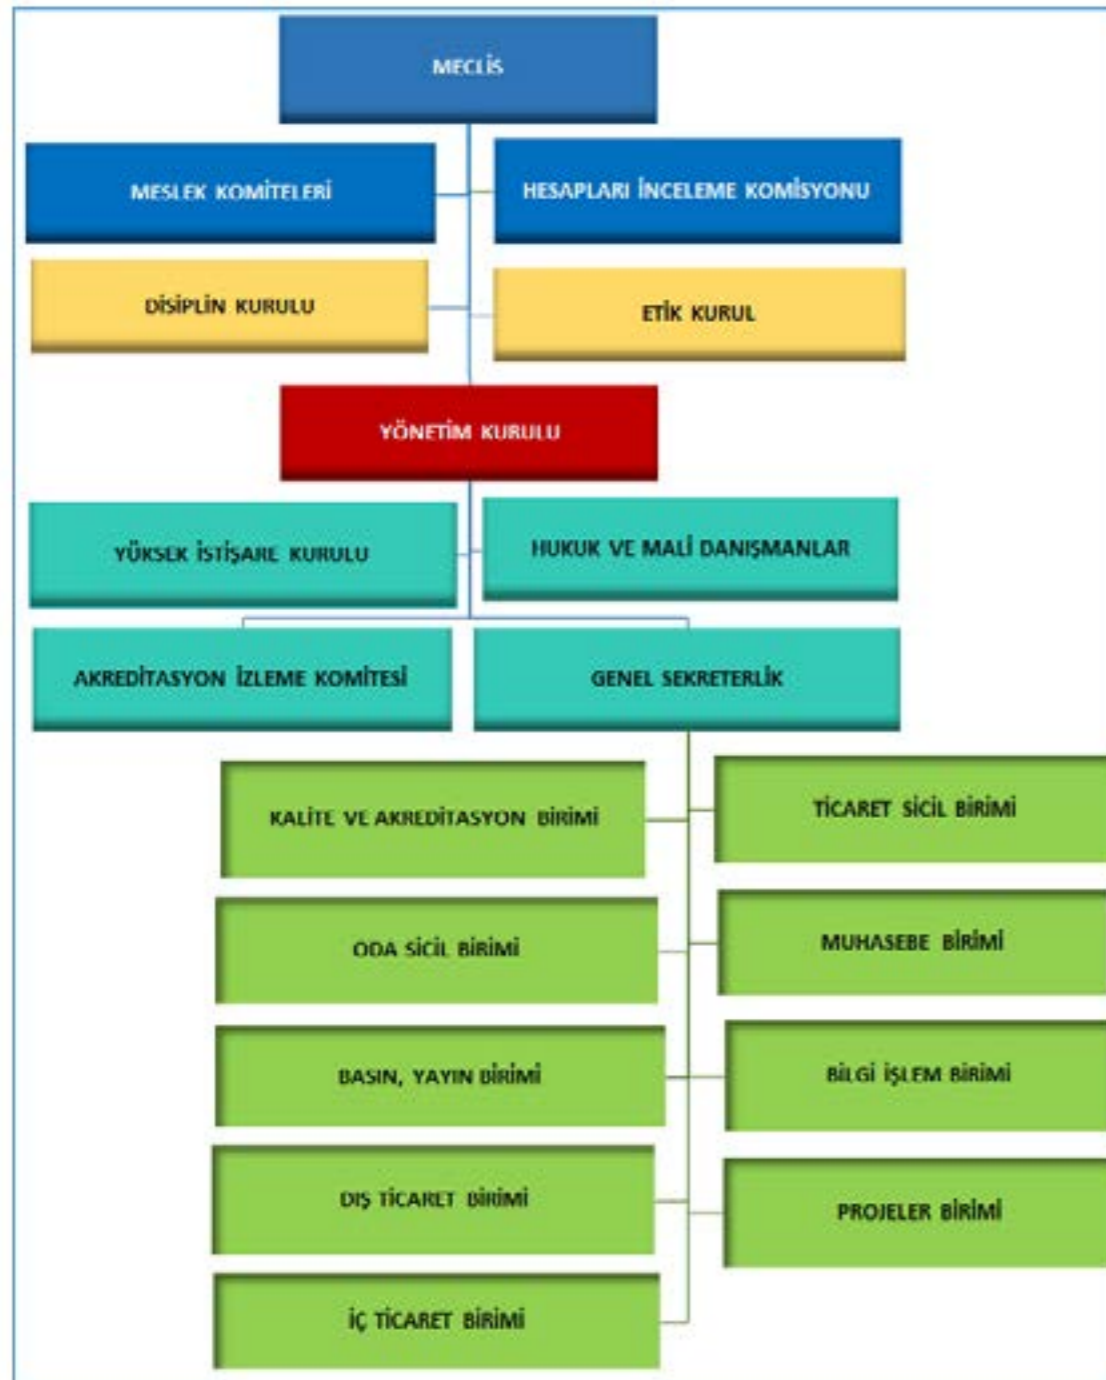 MECLİS
MESLEK KOMİTELERİ
HESAPLARI İNCELEME KOMİSYONU
DİSİPLİN KURULU
ETİK KURUL
YÖNETİM KURULU
YÜKSEK İSTİŞARE KURULU
HUKUK VE MALİ DANIŞMANLAR
AKREDİTASYON İZLEME KOMİTESİ
GENEL SEKRETERLİK
KALİTE VE AKREDİTASYON BİRİMİ
TİCARET SİCİL BİRİMİ
ODA SİCİL BİRİMİ
MUHASEBE BİRİMİ
BASIN, YAYIN BİRİMİ
BİLGİ İŞLEM BİRİMİ
DIŞ TİCARET BİRİMİ
PROJELER BİRİMİ
İÇ TİCARET BİRİMİ